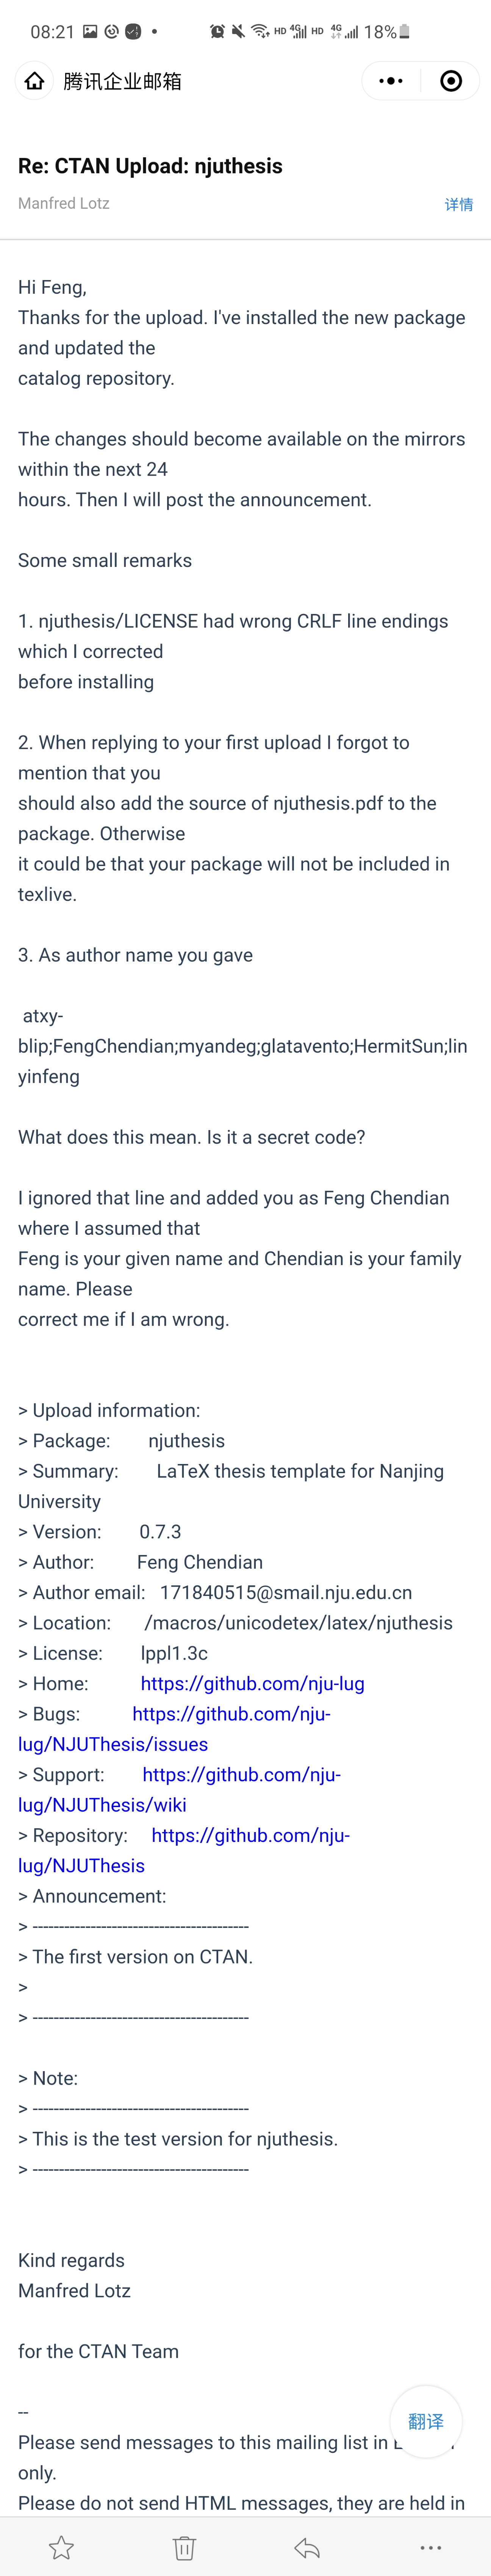 08:21 HD 4G HD 4G 18%
腾讯企业邮箱
Re: CTAN Upload: njuthesis
Manfred Lotz 详情
Hi Feng,
Thanks for the upload. I've installed the new package
and updated the
catalog repository.
The changes should become available on the mirrors
within the next 24
hours. Then I will post the announcement.
Some small remarks
1. njuthesis/LICENSE had wrong CRLF line endings
which I corrected
before installing
2. When replying to your first upload I forgot to
mention that you
should also add the source of njuthesis.pdf to the
package. Otherwise
it could be that your package will not be included in
texlive.
3. As author name you gave
atxy-
blip;FengChendian;myandeg;glatavento;HermitSun;lin
yinfeng
What does this mean. Is it a secret code?
I ignored that line and added you as Feng Chendian
where I assumed that
Feng is your given name and Chendian is your family
name. Please
correct me if I am wrong.
> Upload information:
> Package: njuthesis
> Summary: LaTeX thesis template for Nanjing
University
> Version: 0.7.3
> Author: Feng Chendian
> Author email: 171840515@smail.nju.edu.cn
> Location: /macros/unicodetex/latex/njuthesis
> License: lppl1.3c
> Home: https://github.com/nju-lug
> Bugs: https://github.com/nju-
lug/NJUThesis/issues
> Support: https://github.com/nju-
lug/NJUThesis/wiki
> Repository: https://github.com/nju-
lug/NJUThesis
> Announcement:
> ------------------------------------------
> The first version on CTAN.
>
> ------------------------------------------
> Note:
> ------------------------------------------
> This is the test version for njuthesis.
> ------------------------------------------
Kind regards
Manfred Lotz
for the CTAN Team
--
翻译
Please send messages to this mailing list in
only.
Please do not send HTML messages, they are held in